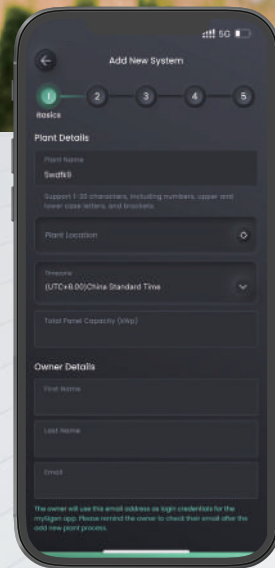 5G
Add New System
1 2 3 4 5
Basics
Plant Details
Plant Name
Swdfk9
Support 1-30 characters, including numbers, upper and
lower case letters, and brackets.
Plant Location
Timezone
(UTC+8:00)China Standard Time
Total Panel Capacity (kWp)
Owner Details
First Name
Last Name
Email
The owner will use this email address as login credentials for the
mySigen app. Please remind the owner to check their email after the
add new plant process.